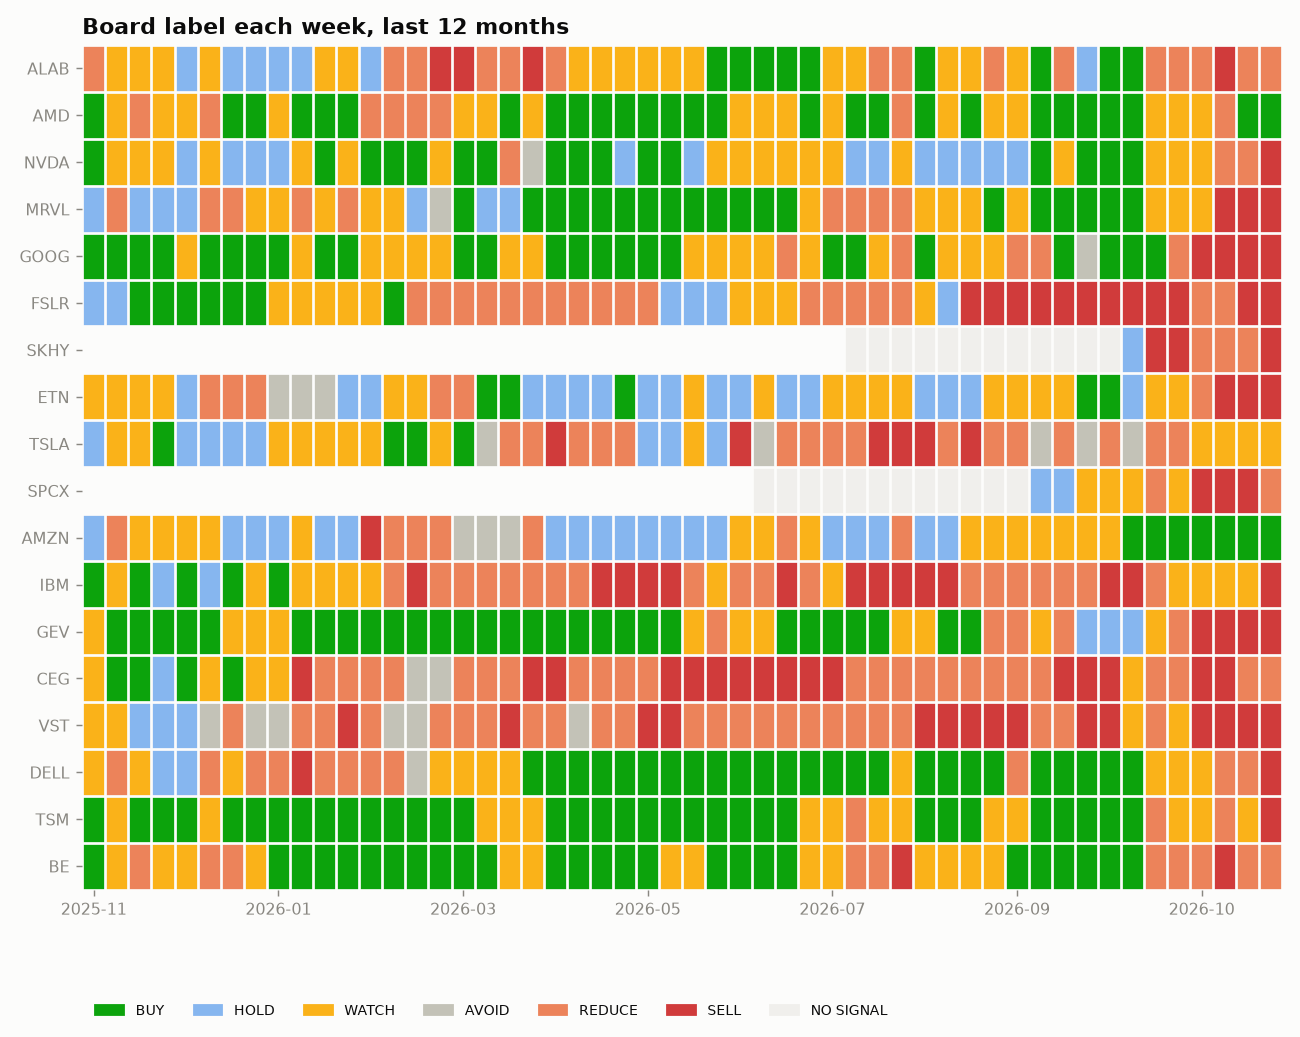 Board label each week, last 12 months
ALAB
AMD
NVDA
MRVL
GOOG
FSLR
SKHY
ETN
TSLA
SPCX
AMZN
IBM
GEV
CEG
VST
DELL
TSM
BE
2025-11 2026-01 2026-03 2026-05 2026-07 2026-09 2026-10
BUY HOLD WATCH AVOID REDUCE SELL NO SIGNAL